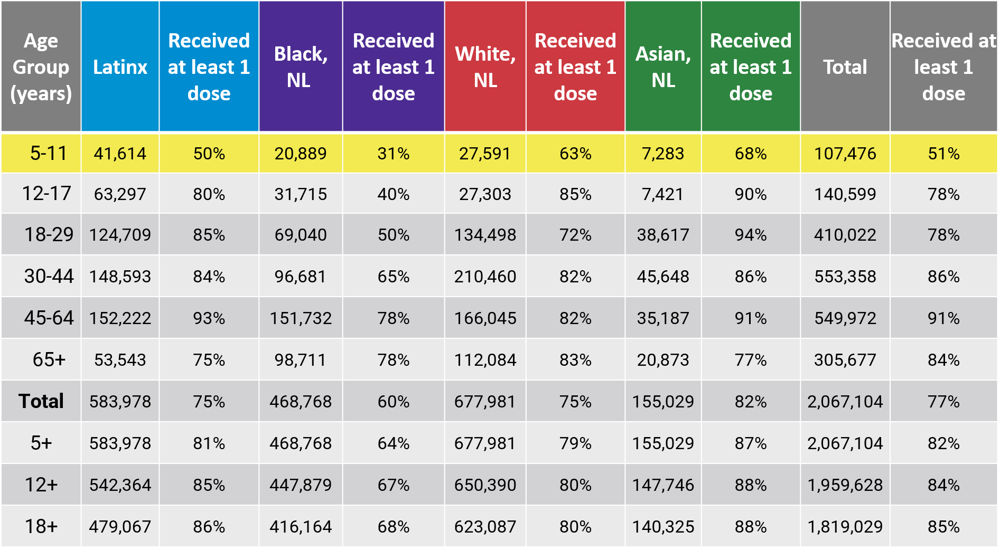 Age Group (years) Latinx Received at least 1 dose Black, NL Received at least 1 dose White, NL Received at least 1 dose Asian, NL Received at least 1 dose Total Received at least 1 dose
5-11 41,614 50% 20,889 31% 27,591 63% 7,283 68% 107,476 51%
12-17 63,297 80% 31,715 40% 27,303 85% 7,421 90% 140,599 78%
18-29 124,709 85% 69,040 50% 134,498 72% 38,617 94% 410,022 78%
30-44 148,593 84% 96,681 65% 210,460 82% 45,648 86% 553,358 86%
45-64 152,222 93% 151,732 78% 166,045 82% 35,187 91% 549,972 91%
65+ 53,543 75% 98,711 78% 112,084 83% 20,873 77% 305,677 84%
Total 583,978 75% 468,768 60% 677,981 75% 155,029 82% 2,067,104 77%
5+ 583,978 81% 468,768 64% 677,981 79% 155,029 87% 2,067,104 82%
12+ 542,364 85% 447,879 67% 650,390 80% 147,746 88% 1,959,628 84%
18+ 479,067 86% 416,164 68% 623,087 80% 140,325 88% 1,819,029 85%